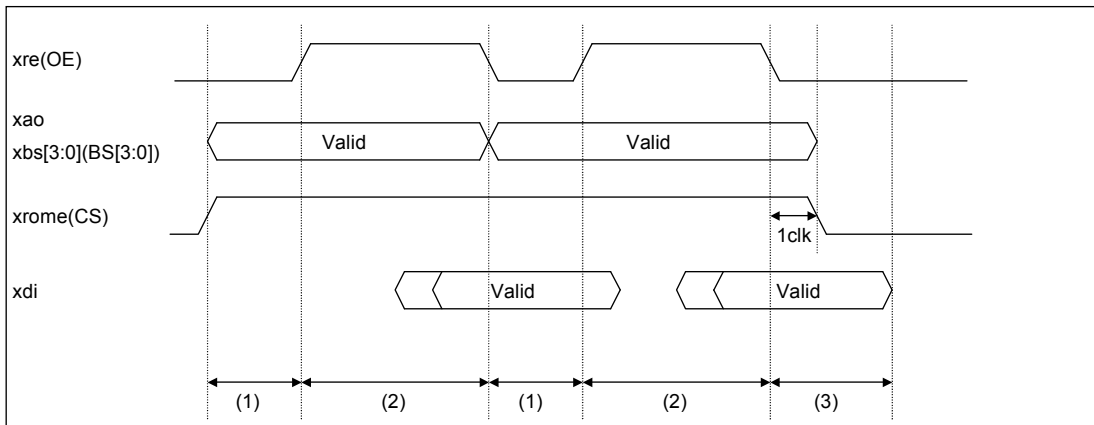 xre(OE)
xao
xbs[3:0](BS[3:0])
Valid
Valid
xrome(CS)
1clk
xdi
Valid
Valid
(1)
(2)
(1)
(2)
(3)